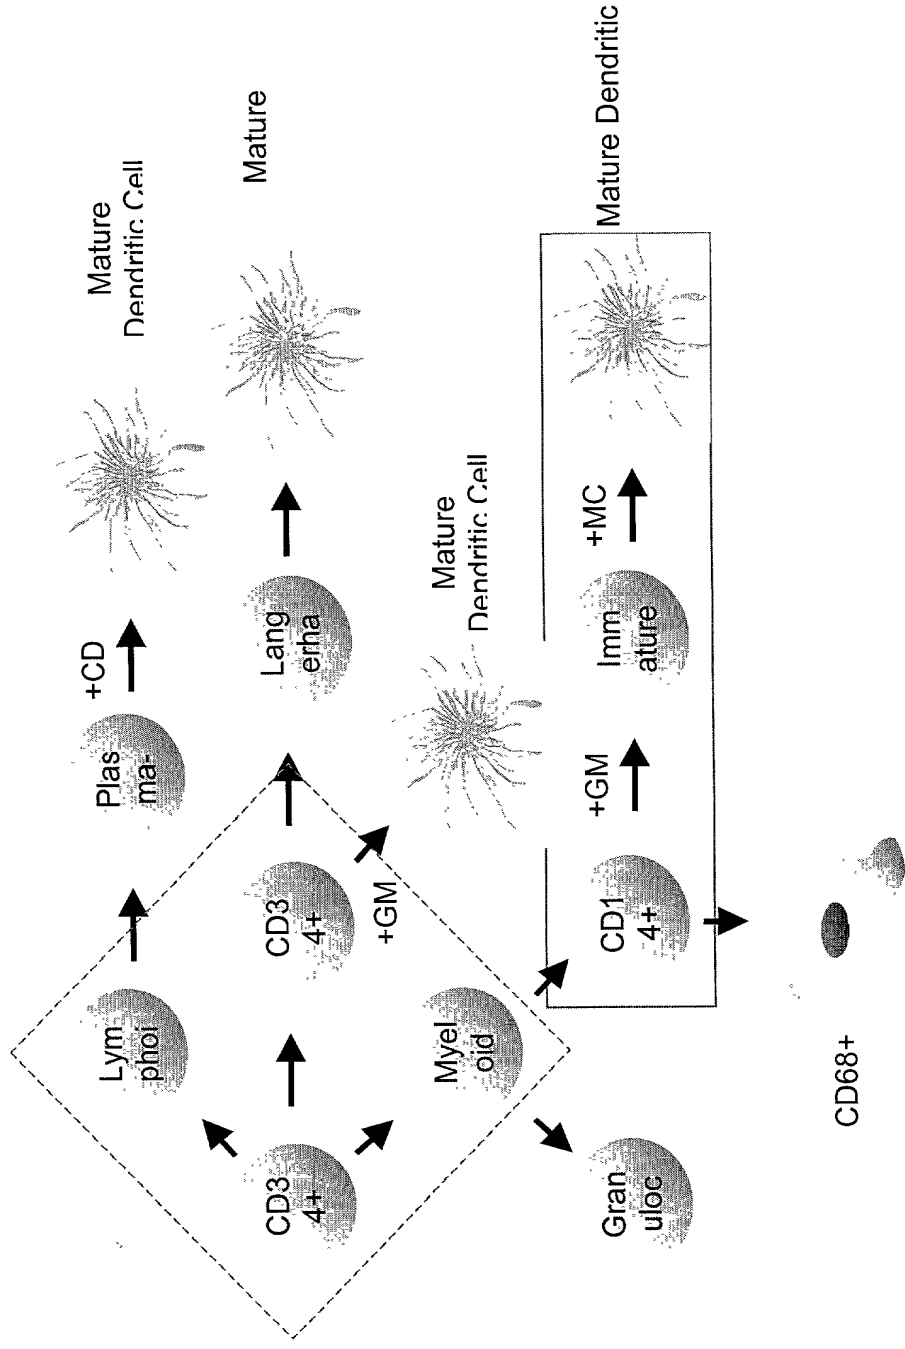 Lym
phoi
Plas
ma-
+CD
Mature
Dendritic Cell
CD3
4+
CD3
4+
Lang
erha
Mature
+GM
Myel
oid
Mature
Dendritic Cell
Gran
uloc
CD1
4+
+GM
Imm
ature
+MC
Mature Dendritic
CD68+